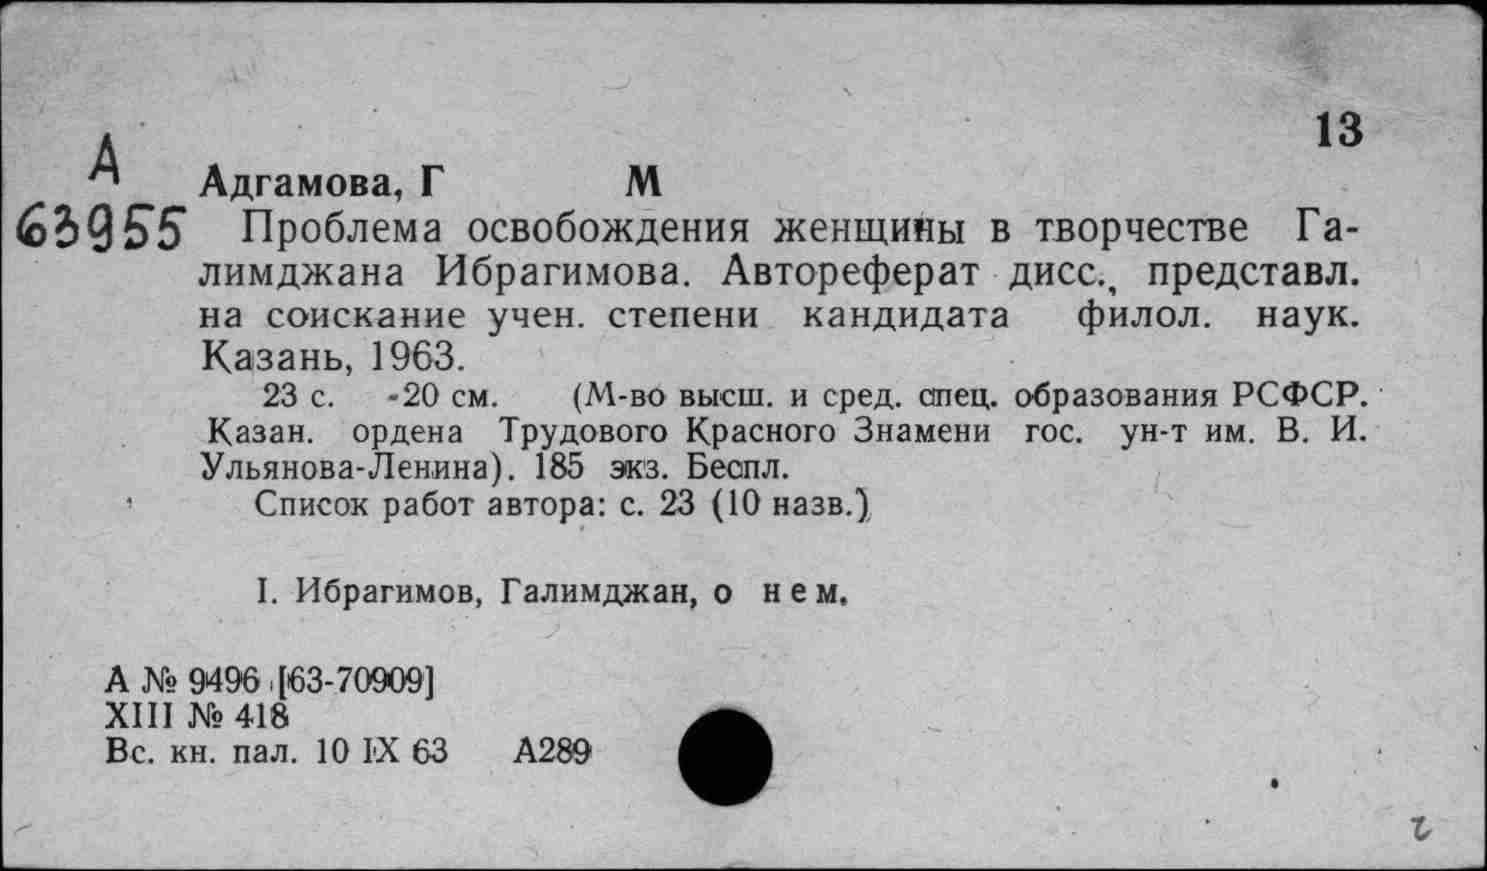 13
А
63955
Адгамова, Г М
Проблема освобождения женщины в творчестве Га-
лимджана Ибрагимова. Автореферат дисс., представл.
на соискание учен. степени кандидата филол. наук.
Казань, 1963.
23 с. 20 см. (М-во высш. и сред. спец. образования РСФСР.
Казан. ордена Трудового Красного Знамени гос. ун-т им. В. И.
Ульянова-Ленина). 185 экз. Беспл.
Список работ автора: с. 23 (10 назв.)
I. Ибрагимов, Галимджан, о нем.
А № 9496 [63-70909]
XIII № 418
Вс. кн. пал. 10 IX 63 А289